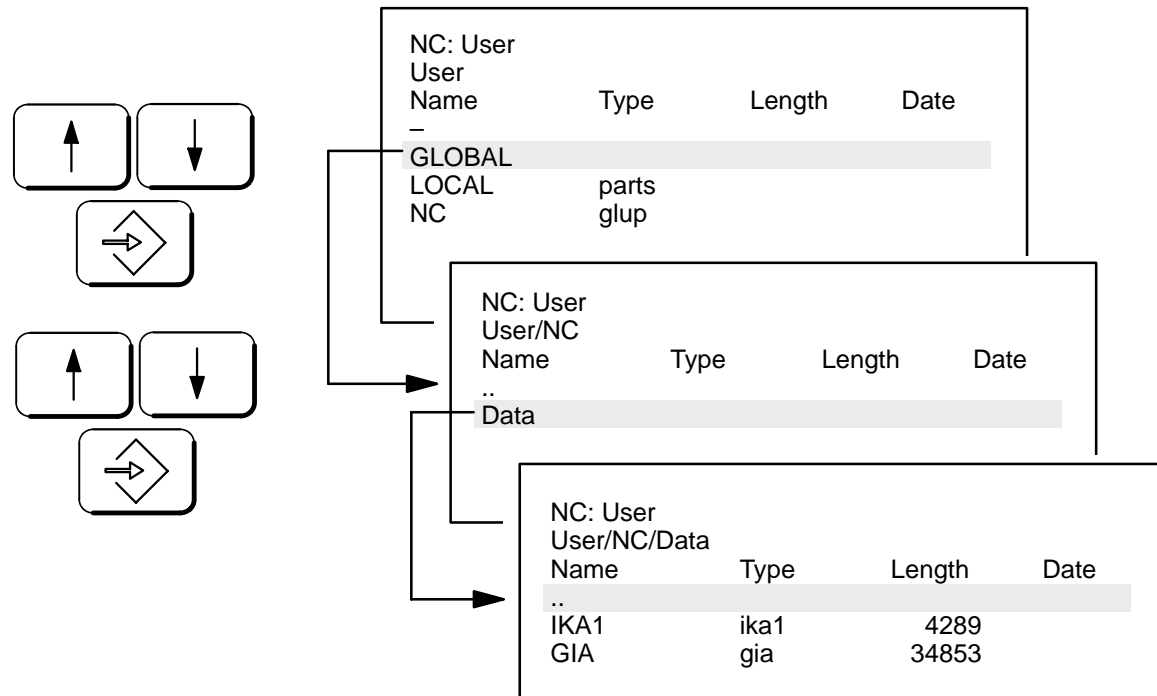 NC: User
User
Name Type Length Date
–
GLOBAL
LOCAL parts
NC glup
NC: User
User/NC
Name Type Length Date
..
Data
NC: User
User/NC/Data
Name Type Length Date
..
IKA1 ika1 4289
GIA gia 34853